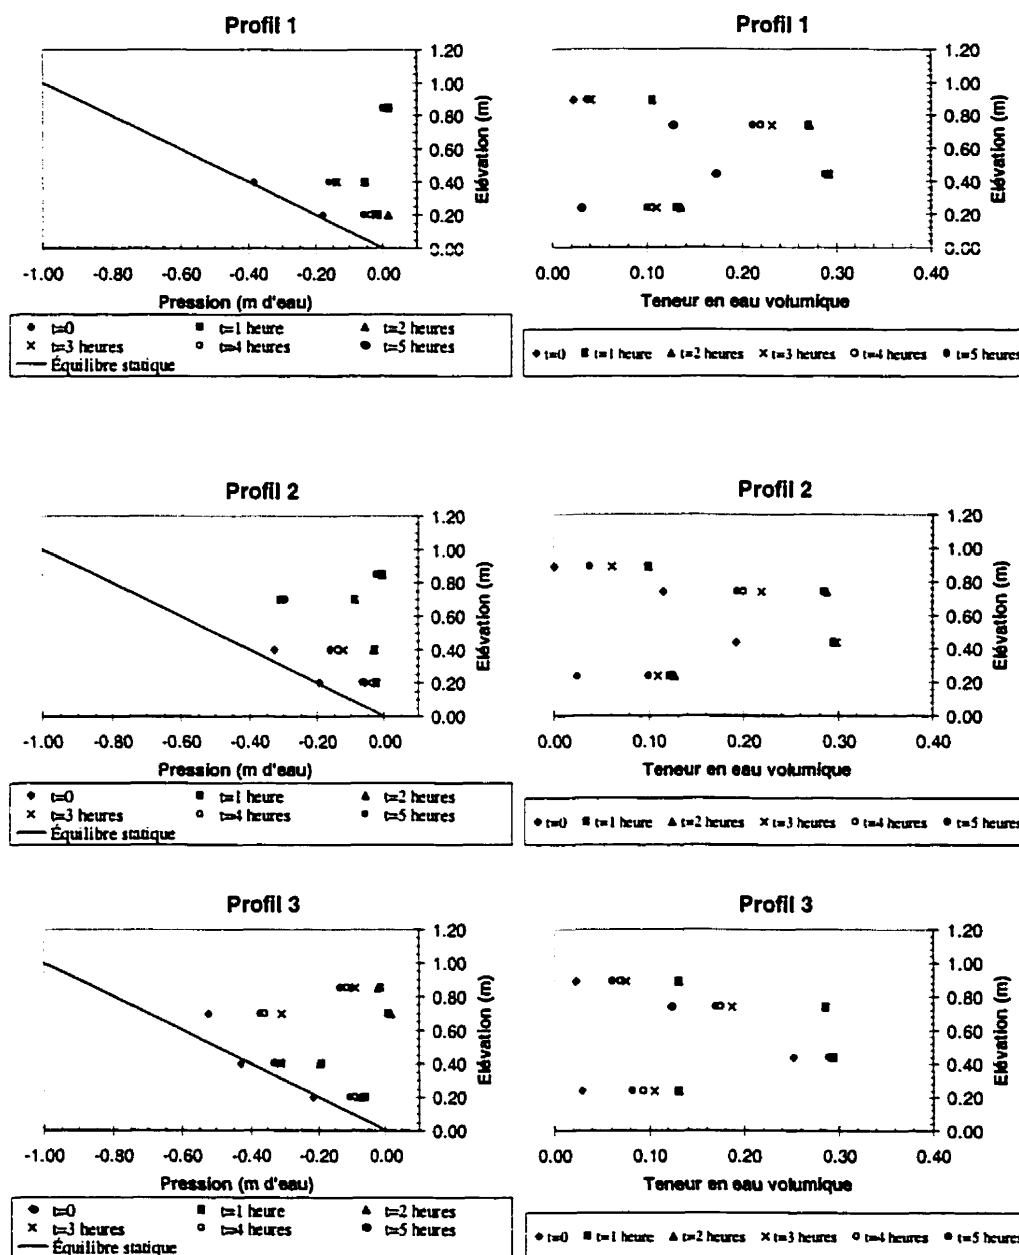 Profil 1
1.20
1.00
0.80
0.60
0.40
0.20
0.00
Elévation (m)
-1.00 -0.80 -0.60 -0.40 -0.20 0.00
Pression (m d'eau)
t=0 t=1 heure t=2 heures
t=3 heures t=4 heures t=5 heures
Équilibre statique
Profil 1
1.20
1.00
0.80
0.60
0.40
0.20
0.00
Elévation (m)
0.00 0.10 0.20 0.30 0.40
Teneur en eau volumique
t=0 t=1 heure t=2 heures t=3 heures t=4 heures t=5 heures
Profil 2
1.20
1.00
0.80
0.60
0.40
0.20
0.00
Elévation (m)
-1.00 -0.80 -0.60 -0.40 -0.20 0.00
Pression (m d'eau)
t=0 t=1 heure t=2 heures
t=3 heures t=4 heures t=5 heures
Équilibre statique
Profil 2
1.20
1.00
0.80
0.60
0.40
0.20
0.00
Elévation (m)
0.00 0.10 0.20 0.30 0.40
Teneur en eau volumique
t=0 t=1 heure t=2 heures t=3 heures t=4 heures t=5 heures
Profil 3
1.20
1.00
0.80
0.60
0.40
0.20
0.00
Elévation (m)
-1.00 -0.80 -0.60 -0.40 -0.20 0.00
Pression (m d'eau)
t=0 t=1 heure t=2 heures
t=3 heures t=4 heures t=5 heures
Équilibre statique
Profil 3
1.20
1.00
0.80
0.60
0.40
0.20
0.00
Elévation (m)
0.00 0.10 0.20 0.30 0.40
Teneur en eau volumique
t=0 t=1 heure t=2 heures t=3 heures t=4 heures t=5 heures